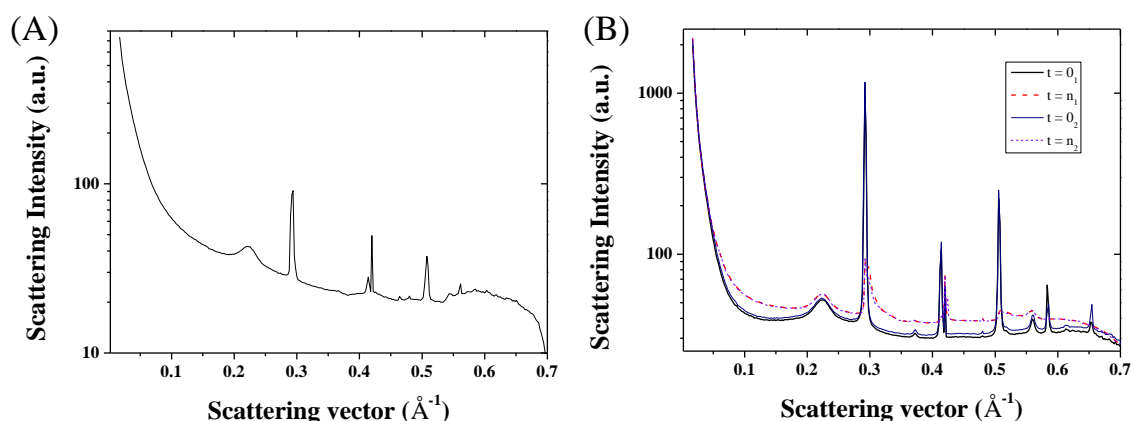 (A)
Scattering Intensity (a.u.)
100
10
0.1 0.2 0.3 0.4 0.5 0.6 0.7
Scattering vector (Å⁻¹)
(B)
Scattering Intensity (a.u.)
1000
100
t = 0₁
t = n₁
t = 0₂
t = n₂
0.1 0.2 0.3 0.4 0.5 0.6 0.7
Scattering vector (Å⁻¹)